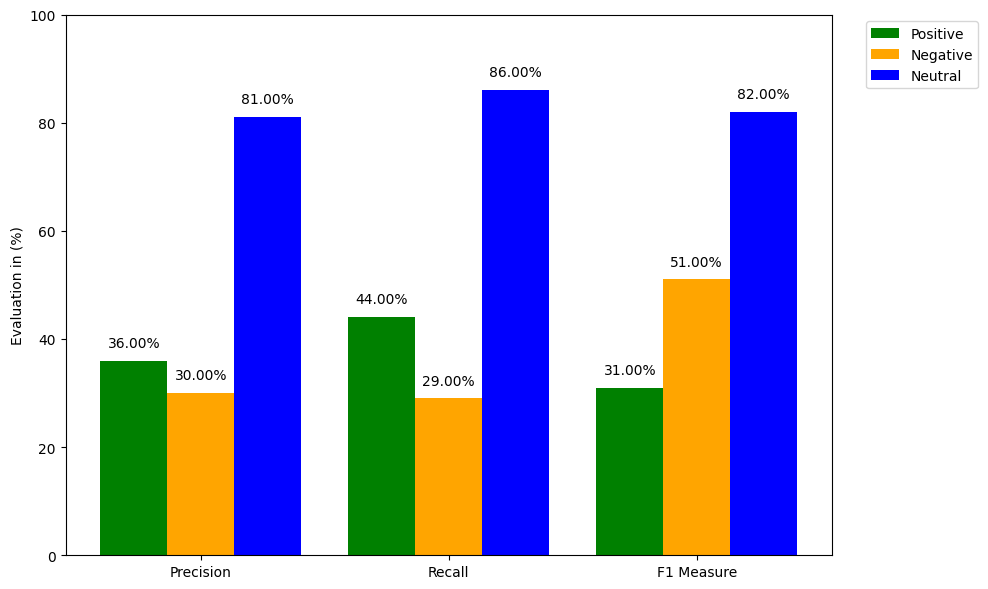 Positive
Negative
Neutral
Evaluation in (%)
100
80
60
40
20
0
36.00%
30.00%
81.00%
44.00%
29.00%
86.00%
31.00%
51.00%
82.00%
Precision
Recall
F1 Measure